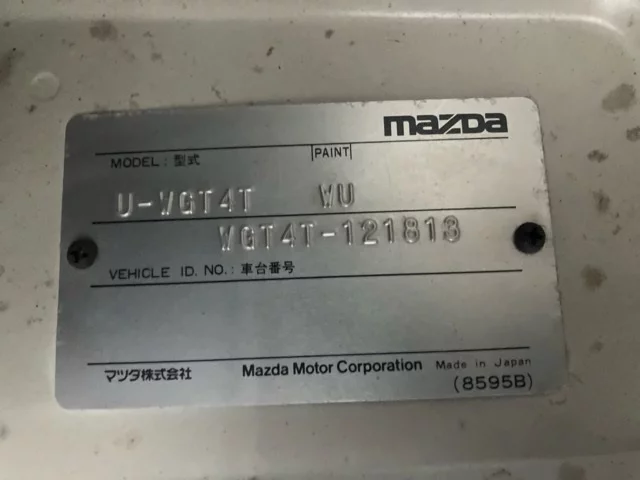 mazda
MODEL : 型式 PAINT
U-WGT4T WU
WGT4T-121813
VEHICLE ID. NO. : 車台番号
マツダ株式会社 Mazda Motor Corporation Made in Japan
(8595B)